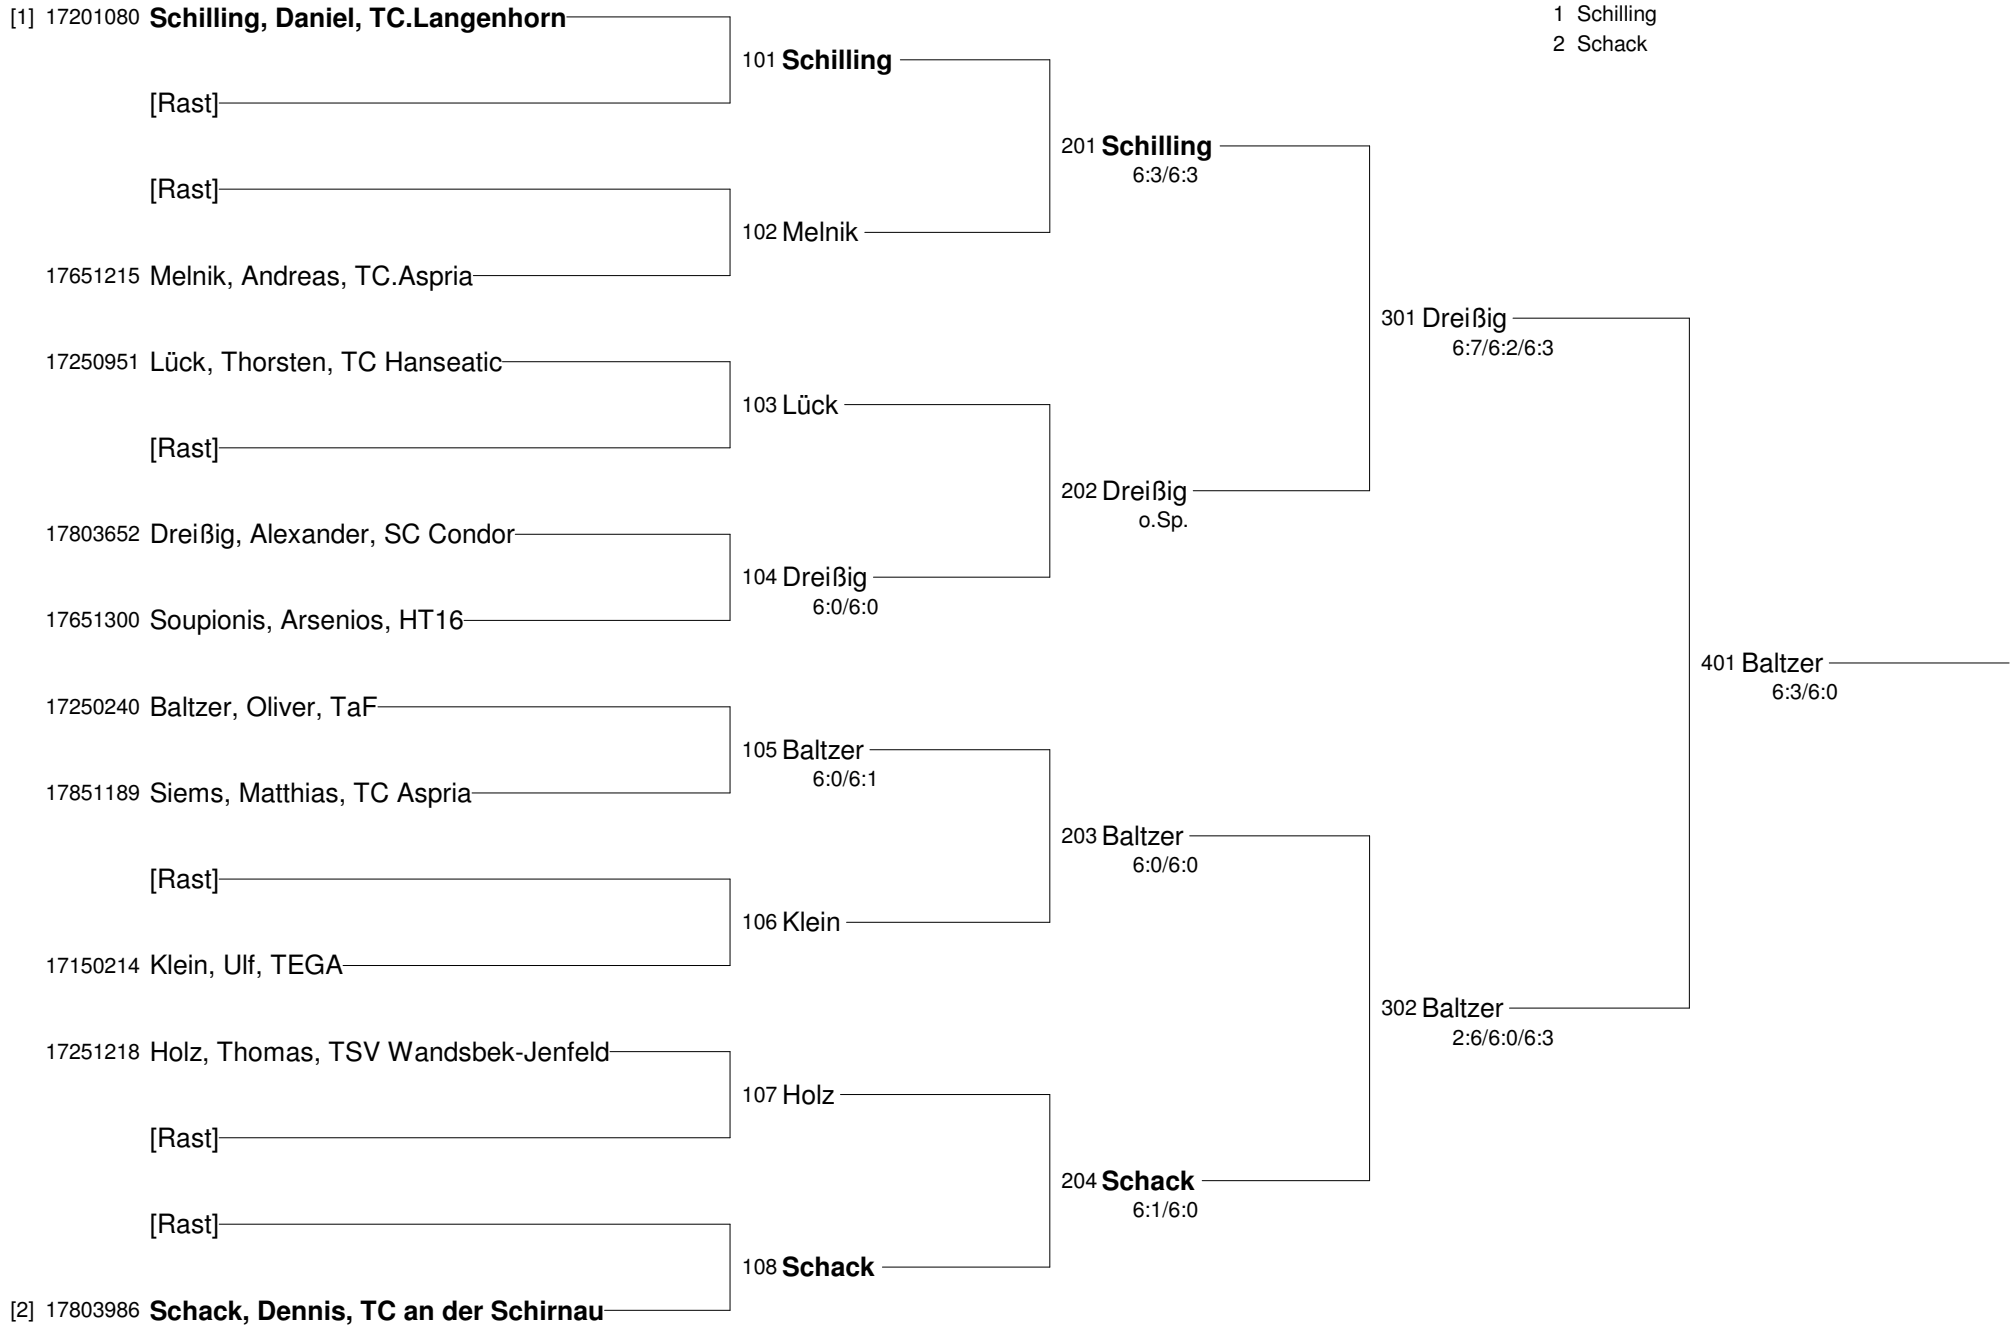 [1] 17201080 Schilling, Daniel, TC.Langenhorn
1 Schilling
2 Schack
101 Schilling
[Rast]
201 Schilling
6:3/6:3
[Rast]
102 Melnik
17651215 Melnik, Andreas, TC.Aspria
301 Dreißig
6:7/6:2/6:3
17250951 Lück, Thorsten, TC Hanseatic
103 Lück
[Rast]
202 Dreißig
o.Sp.
17803652 Dreißig, Alexander, SC Condor
104 Dreißig
6:0/6:0
17651300 Soupionis, Arsenios, HT16
401 Baltzer
6:3/6:0
17250240 Baltzer, Oliver, TaF
105 Baltzer
6:0/6:1
17851189 Siems, Matthias, TC Aspria
203 Baltzer
6:0/6:0
[Rast]
106 Klein
17150214 Klein, Ulf, TEGA
302 Baltzer
2:6/6:0/6:3
17251218 Holz, Thomas, TSV Wandsbek-Jenfeld
107 Holz
[Rast]
204 Schack
6:1/6:0
[Rast]
108 Schack
[2] 17803986 Schack, Dennis, TC an der Schirnau